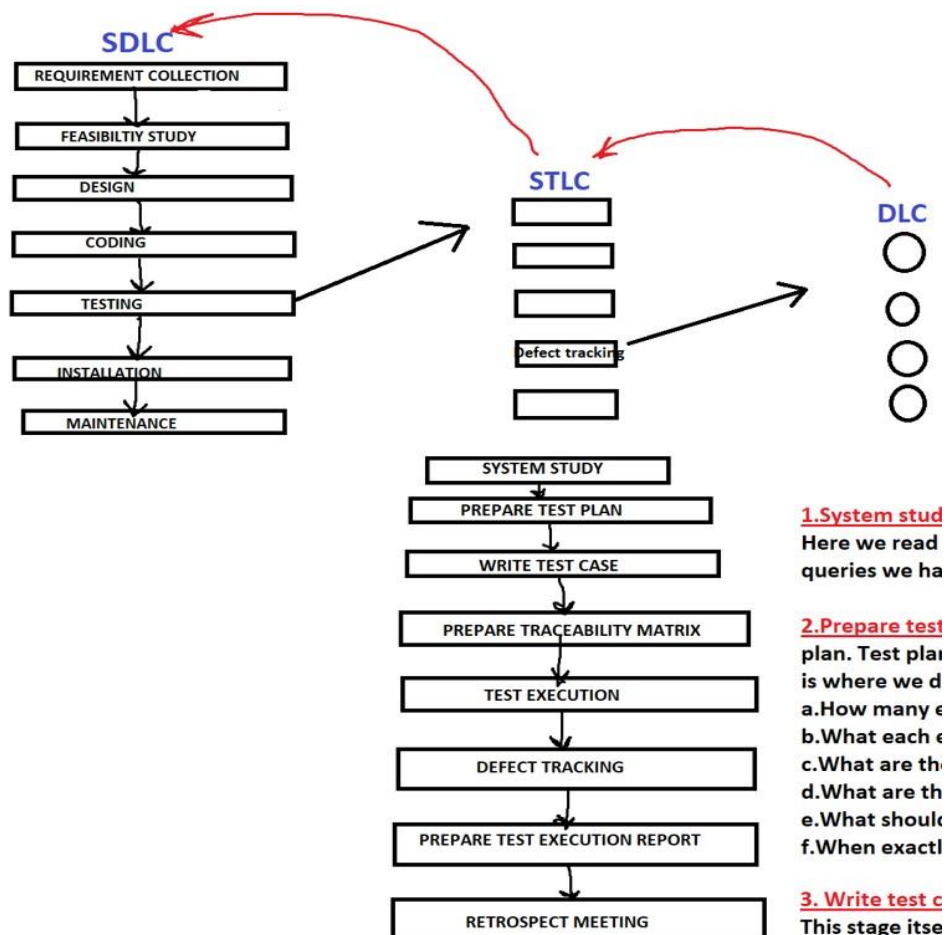 SDLC
REQUIREMENT COLLECTION
FEASIBILTIY STUDY
DESIGN
CODING
TESTING
INSTALLATION
MAINTENANCE
STLC
Defect tracking
DLC
SYSTEM STUDY
PREPARE TEST PLAN
WRITE TEST CASE
PREPARE TRACEABILITY MATRIX
TEST EXECUTION
DEFECT TRACKING
PREPARE TEST EXECUTION REPORT
RETROSPECT MEETING
1.System stud
Here we read
queries we ha
2.Prepare test
plan. Test plan
is where we d
a.How many e
b.What each e
c.What are the
d.What are th
e.What should
f.When exactl
3. Write test c
This stage itse